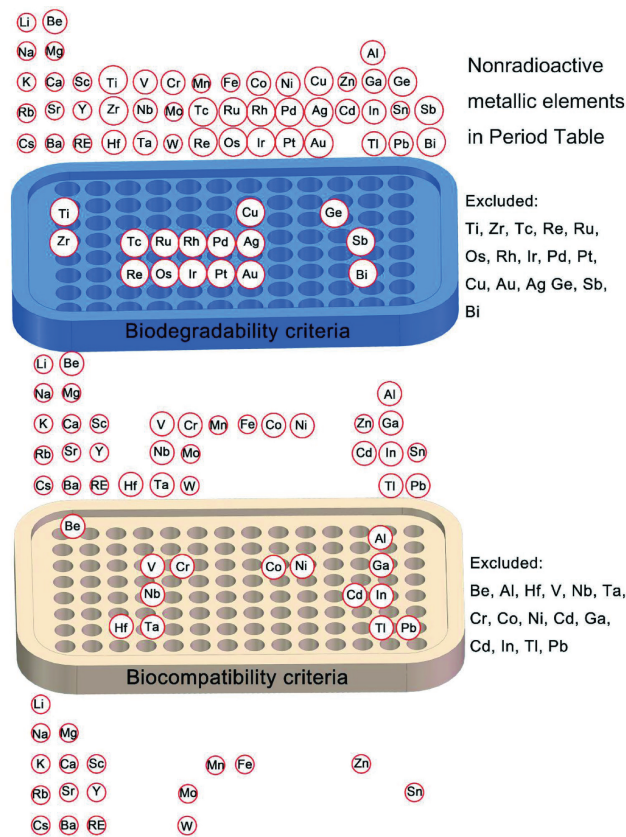 Li Be
Na Mg Al
K Ca Sc Ti V Cr Mn Fe Co Ni Cu Zn Ga Ge
Rb Sr Y Zr Nb Mo Tc Ru Rh Pd Ag Cd In Sn Sb
Cs Ba RE Hf Ta W Re Os Ir Pt Au Tl Pb Bi
Nonradioactive
metallic elements
in Period Table
Ti Cu Ge
Zr Tc Ru Rh Pd Ag Sb
Re Os Ir Pt Au Bi
Biodegradability criteria
Excluded:
Ti, Zr, Tc, Re, Ru,
Os, Rh, Ir, Pd, Pt,
Cu, Au, Ag Ge, Sb,
Bi
Li Be
Na Mg Al
K Ca Sc V Cr Mn Fe Co Ni Zn Ga
Rb Sr Y Nb Mo Cd In Sn
Cs Ba RE Hf Ta W Tl Pb
Be Al
V Cr Co Ni Ga
Nb Cd In
Hf Ta Tl Pb
Biocompatibility criteria
Excluded:
Be, Al, Hf, V, Nb, Ta,
Cr, Co, Ni, Cd, Ga,
Cd, In, Tl, Pb
Li
Na Mg
K Ca Sc Mn Fe Zn
Rb Sr Y Mo Sn
Cs Ba RE W